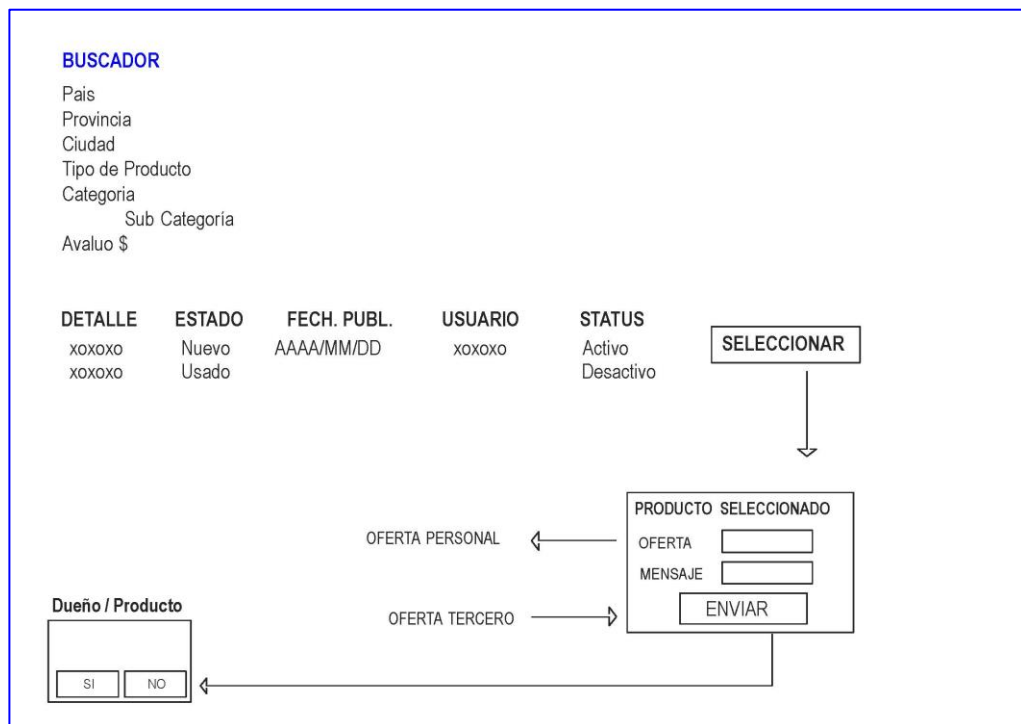 BUSCADOR
Pais
Provincia
Ciudad
Tipo de Producto
Categoria
Sub Categoría
Avaluo $
DETALLE ESTADO FECH. PUBL. USUARIO STATUS
xoxoxo Nuevo AAAA/MM/DD xoxoxo Activo
xoxoxo Usado Desactivo
SELECCIONAR
PRODUCTO SELECCIONADO
OFERTA
MENSAJE
ENVIAR
OFERTA PERSONAL
OFERTA TERCERO
Dueño / Producto
SI NO